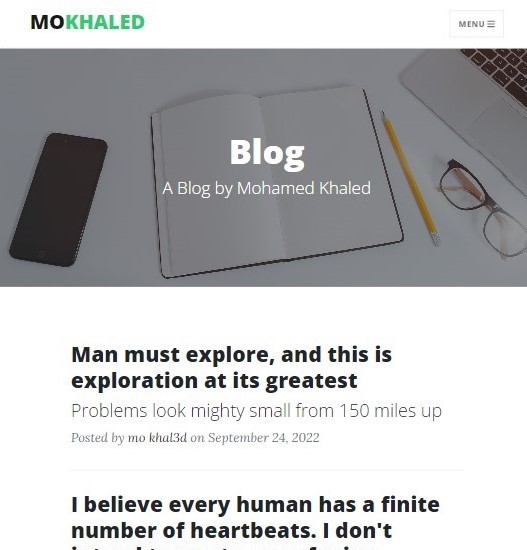 MOKHALED
MENU
Blog
A Blog by Mohamed Khaled
Man must explore, and this is
exploration at its greatest
Problems look mighty small from 150 miles up
Posted by mo khal3d on September 24, 2022
I believe every human has a finite
number of heartbeats. I don't